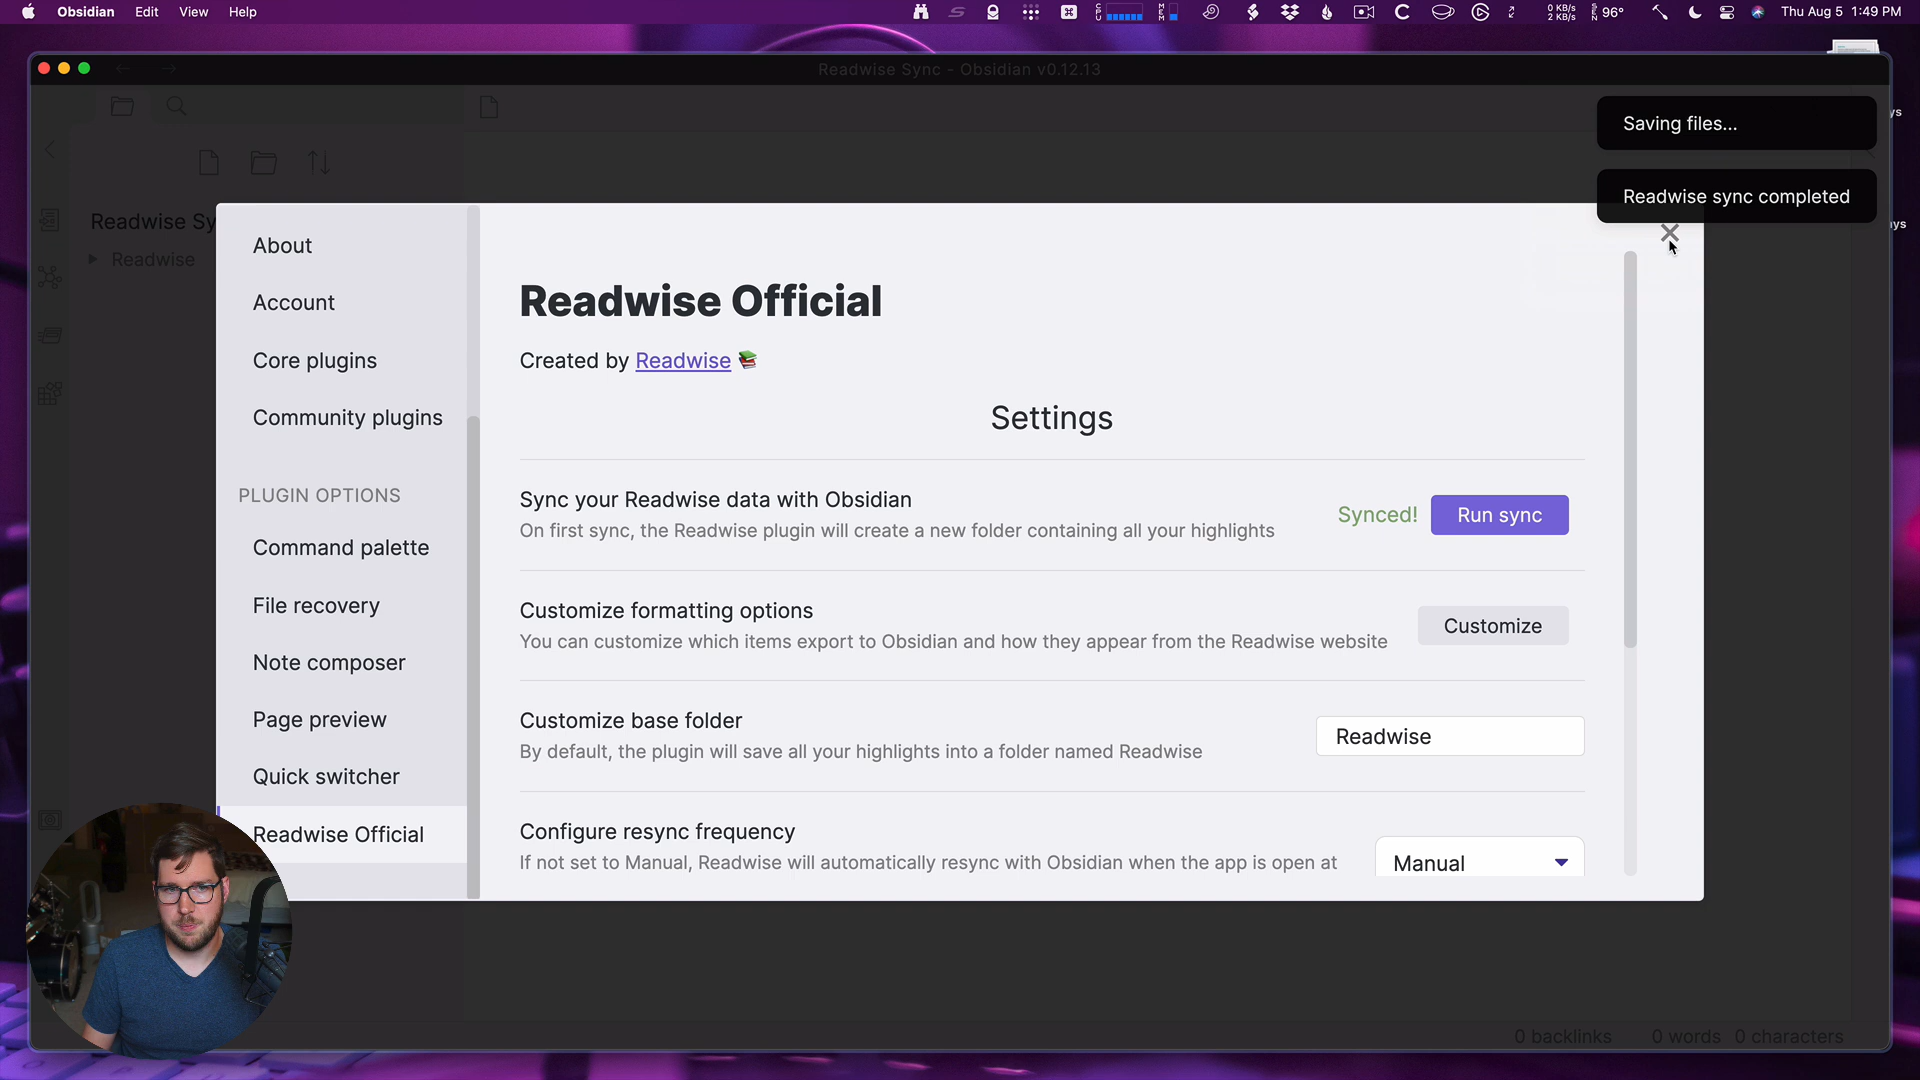 Obsidian Edit View Help
CPU MEM 0 KB/s 2 KB/s SEN 96° Thu Aug 5 1:49 PM
Readwise Sync - Obsidian v0.12.13
Saving files...
Readwise sync completed
Readwise Sy
Readwise
About
Account
Core plugins
Community plugins
PLUGIN OPTIONS
Command palette
File recovery
Note composer
Page preview
Quick switcher
Readwise Official
Readwise Official
Created by Readwise 📚
Settings
Sync your Readwise data with Obsidian
On first sync, the Readwise plugin will create a new folder containing all your highlights
Synced! Run sync
Customize formatting options
You can customize which items export to Obsidian and how they appear from the Readwise website
Customize
Customize base folder
By default, the plugin will save all your highlights into a folder named Readwise
Readwise
Configure resync frequency
If not set to Manual, Readwise will automatically resync with Obsidian when the app is open at
Manual
0 backlinks 0 words 0 characters